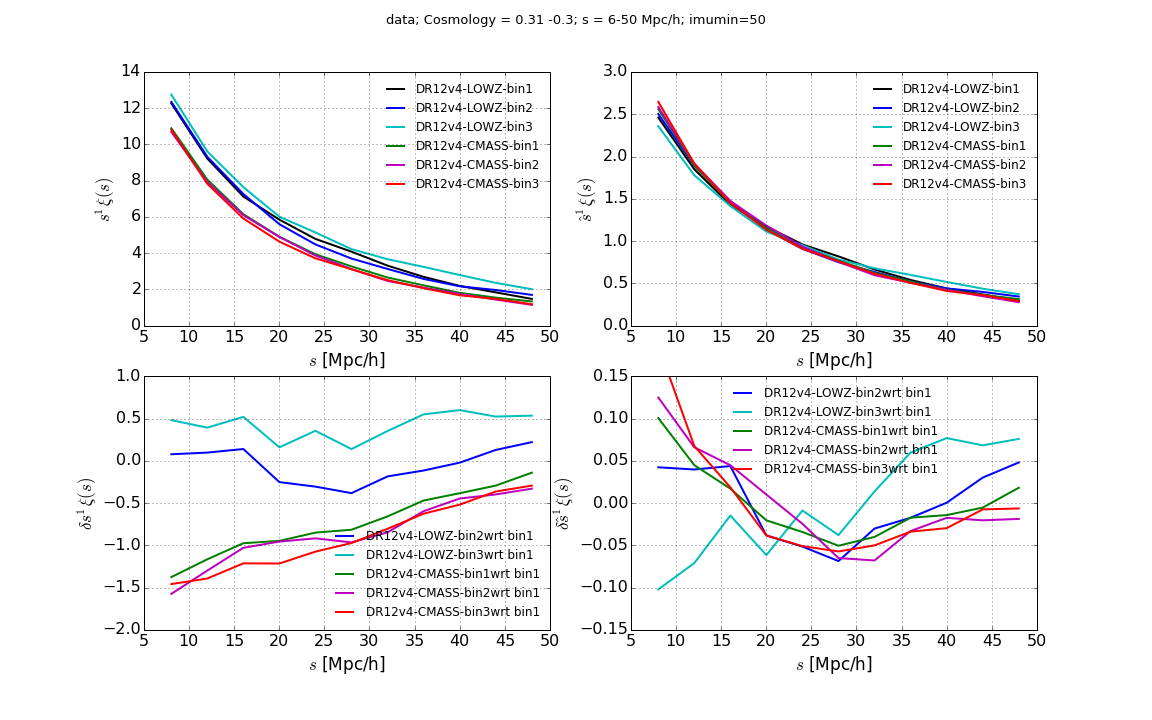 data; Cosmology = 0.31 -0.3; s = 6-50 Mpc/h; imumin=50
14
12
10
8
6
4
2
0
5 10 15 20 25 30 35 40 45 50
s [Mpc/h]
s¹ ξ(s)
DR12v4-LOWZ-bin1
DR12v4-LOWZ-bin2
DR12v4-LOWZ-bin3
DR12v4-CMASS-bin1
DR12v4-CMASS-bin2
DR12v4-CMASS-bin3
3.0
2.5
2.0
1.5
1.0
0.5
0.0
5 10 15 20 25 30 35 40 45 50
s [Mpc/h]
ŝ¹ ξ(s)
DR12v4-LOWZ-bin1
DR12v4-LOWZ-bin2
DR12v4-LOWZ-bin3
DR12v4-CMASS-bin1
DR12v4-CMASS-bin2
DR12v4-CMASS-bin3
1.0
0.5
0.0
−0.5
−1.0
−1.5
−2.0
5 10 15 20 25 30 35 40 45 50
s [Mpc/h]
δs¹ ξ(s)
DR12v4-LOWZ-bin2wrt bin1
DR12v4-LOWZ-bin3wrt bin1
DR12v4-CMASS-bin1wrt bin1
DR12v4-CMASS-bin2wrt bin1
DR12v4-CMASS-bin3wrt bin1
0.15
0.10
0.05
0.00
−0.05
−0.10
−0.15
5 10 15 20 25 30 35 40 45 50
s [Mpc/h]
δ̂s¹ ξ(s)
DR12v4-LOWZ-bin2wrt bin1
DR12v4-LOWZ-bin3wrt bin1
DR12v4-CMASS-bin1wrt bin1
DR12v4-CMASS-bin2wrt bin1
DR12v4-CMASS-bin3wrt bin1